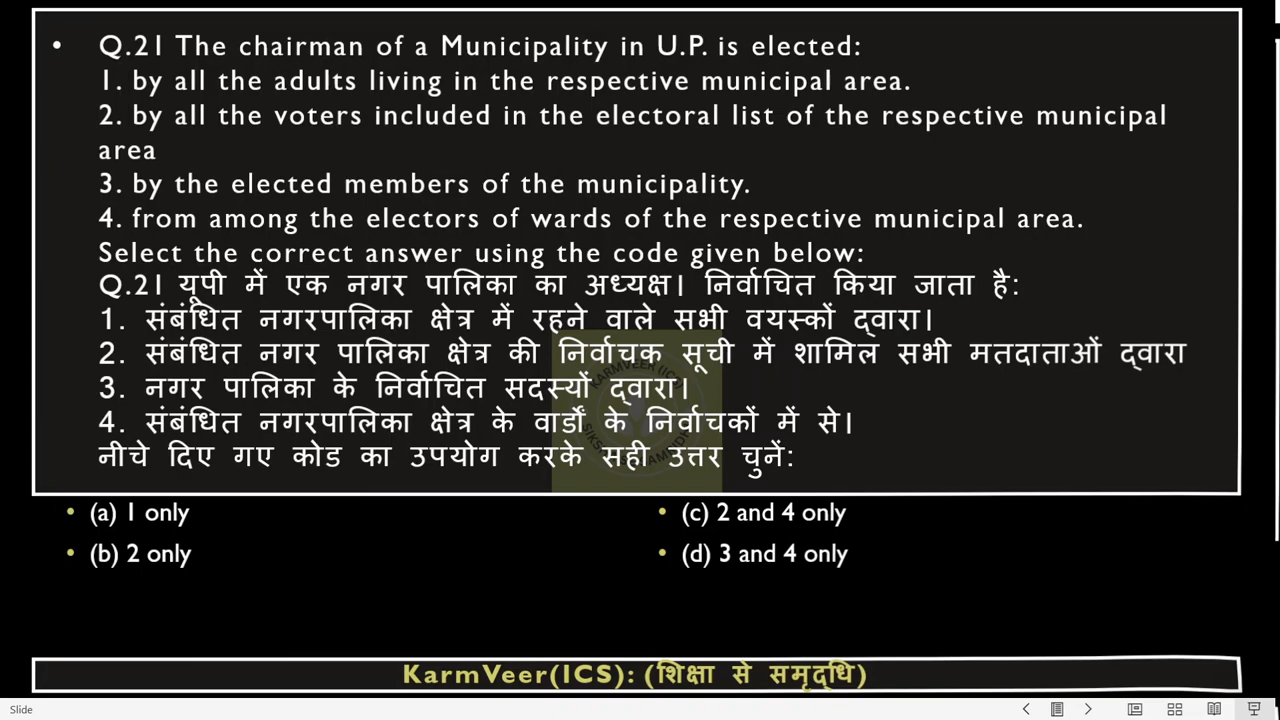 Q.21 The chairman of a Municipality in U.P. is elected:
1. by all the adults living in the respective municipal area.
2. by all the voters included in the electoral list of the respective municipal
area
3. by the elected members of the municipality.
4. from among the electors of wards of the respective municipal area.
Select the correct answer using the code given below:
Q.21 यूपी में एक नगर पालिका का अध्यक्ष। निर्वाचित किया जाता है:
1. संबंधित नगरपालिका क्षेत्र में रहने वाले सभी वयस्कों द्वारा।
2. संबंधित नगर पालिका क्षेत्र की निर्वाचक सूची में शामिल सभी मतदाताओं द्वारा
3. नगर पालिका के निर्वाचित सदस्यों द्वारा।
4. संबंधित नगरपालिका क्षेत्र के वार्डों के निर्वाचकों में से।
नीचे दिए गए कोड का उपयोग करके सही उत्तर चुनें:
(a) 1 only
(b) 2 only
(c) 2 and 4 only
(d) 3 and 4 only
KarmVeer(ICS): (शिक्षा से समृद्धि)
Slide